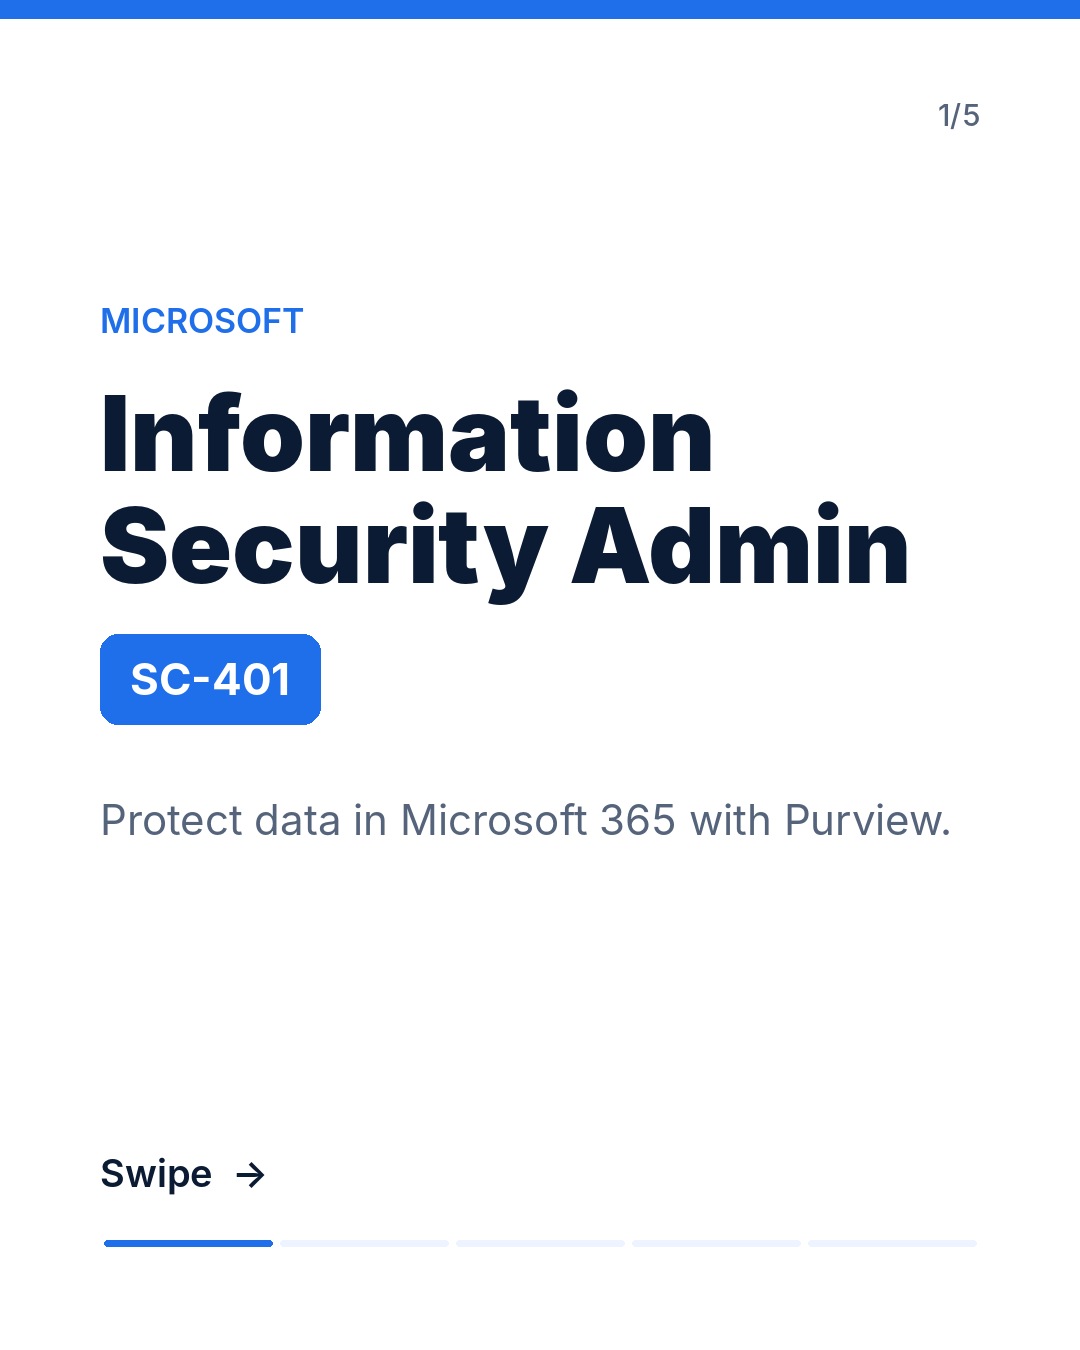 1/5
MICROSOFT
Information
Security Admin
SC-401
Protect data in Microsoft 365 with Purview.
Swipe →